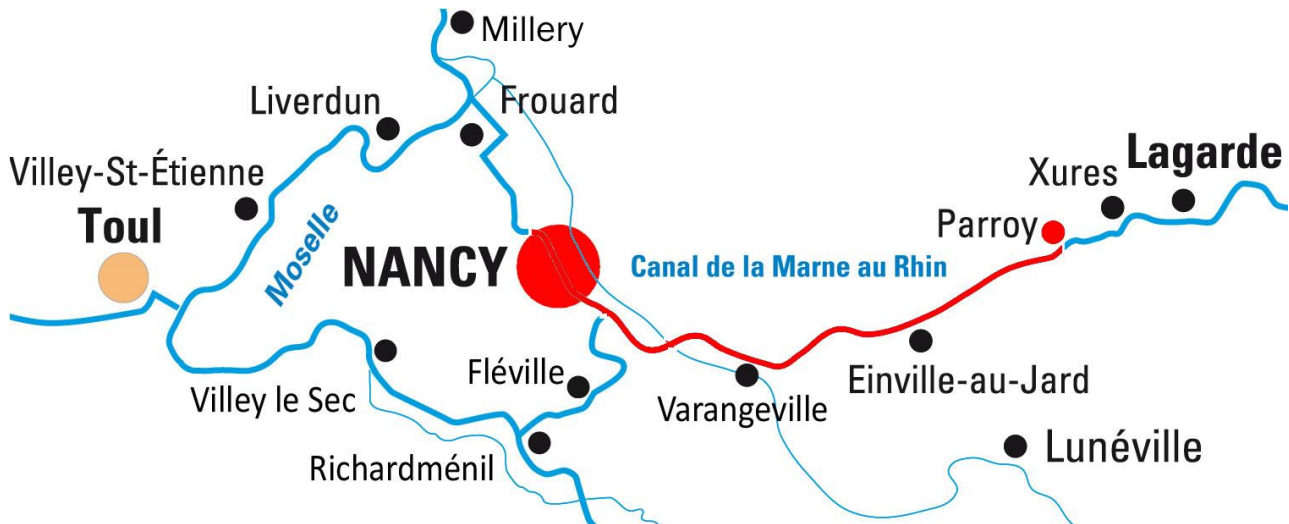 Millery
Liverdun
Frouard
Villey-St-Étienne
Toul
Moselle
NANCY
Canal de la Marne au Rhin
Parroy
Xures
Lagarde
Villey le Sec
Fléville
Varangeville
Einville-au-Jard
Richardménil
Lunéville